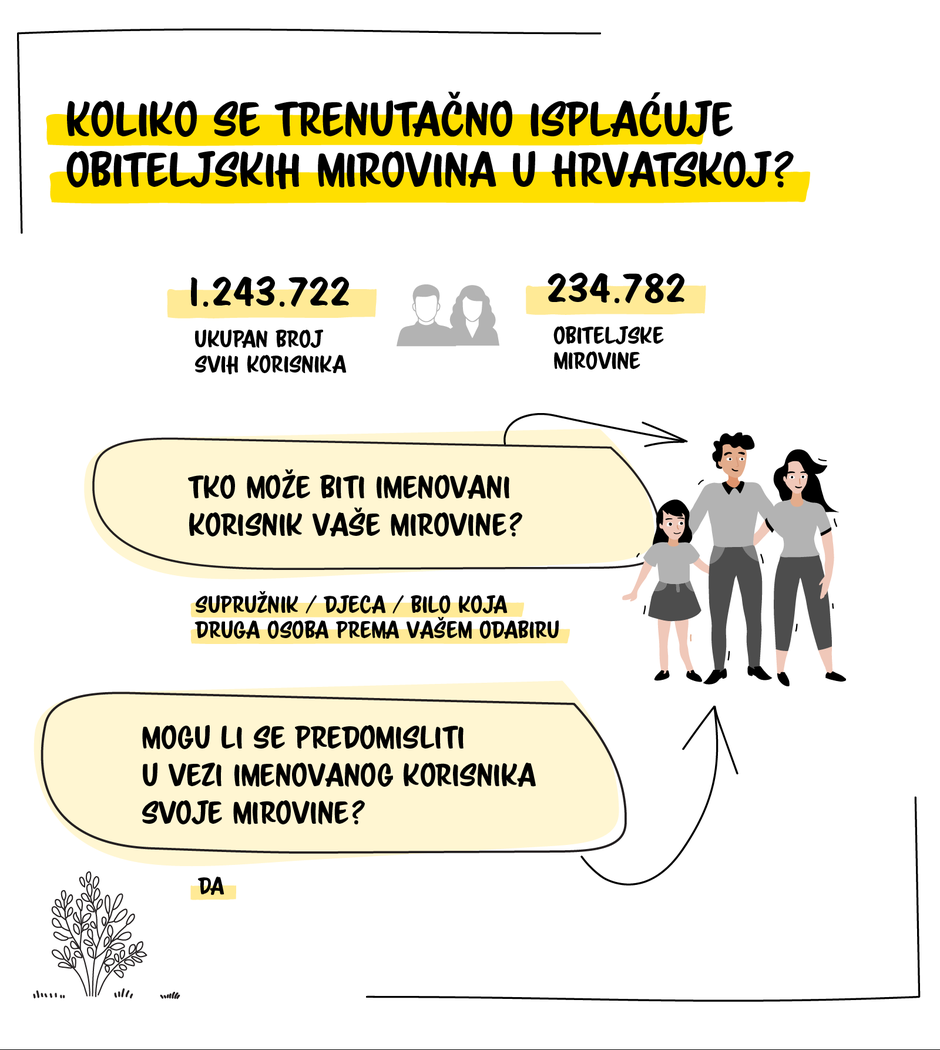 KOLIKO SE TRENUTAČNO ISPLAĆUJE
OBITELJSKIH MIROVINA U HRVATSKOJ?
1.243.722
UKUPAN BROJ
SVIH KORISNIKA
234.782
OBITELJSKE
MIROVINE
TKO MOŽE BITI IMENOVANI
KORISNIK VAŠE MIROVINE?
SUPRUŽNIK / DJECA / BILO KOJA
DRUGA OSOBA PREMA VAŠEM ODABIRU
MOGU LI SE PREDOMISLITI
U VEZI IMENOVANOG KORISNIKA
SVOJE MIROVINE?
DA